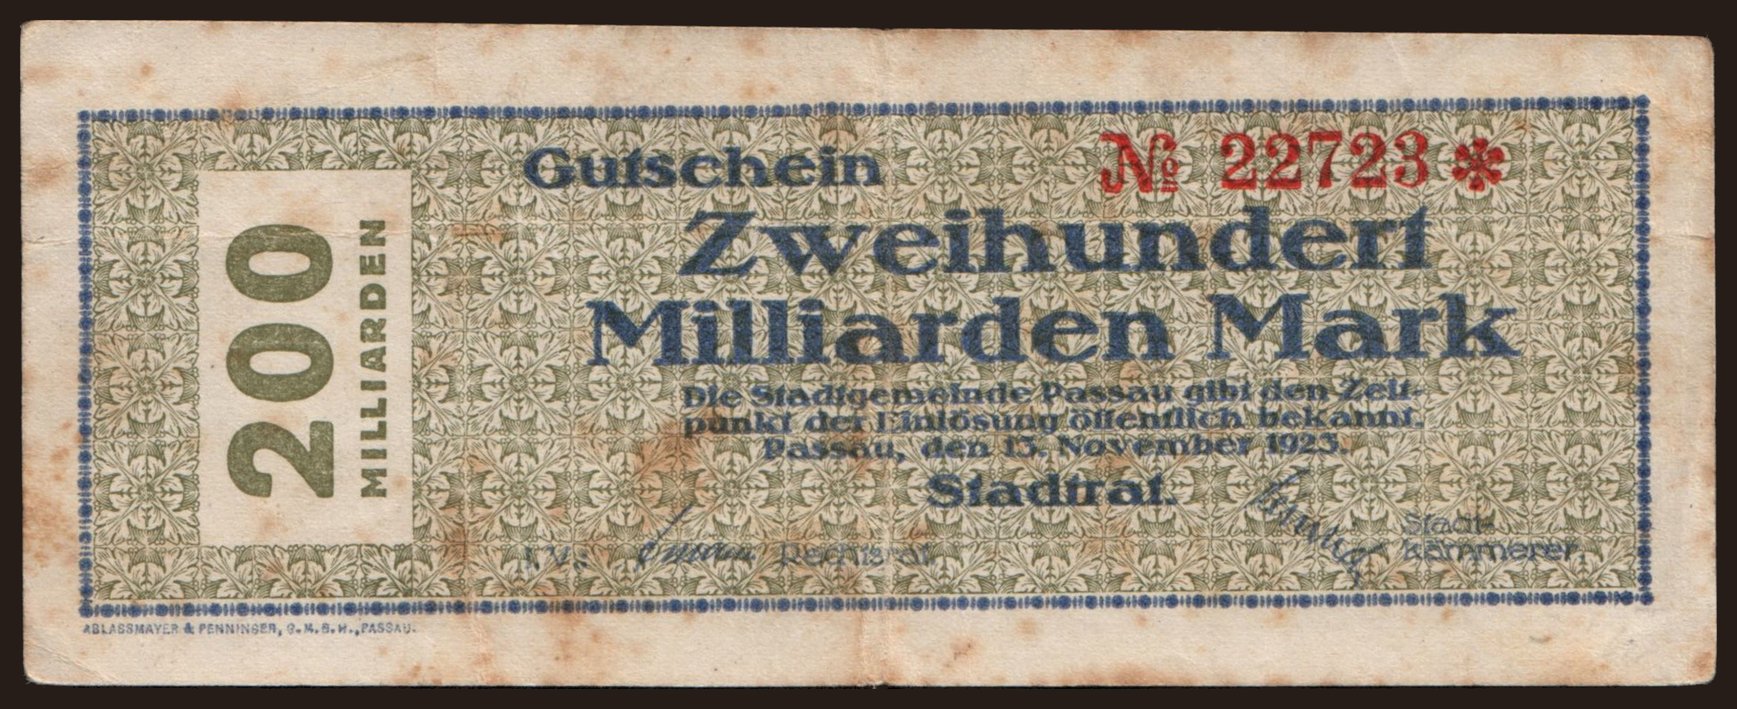 Gutschein
№ 22723 *
200
MILLIARDEN
Zweihundert
Milliarden Mark
Die Stadtgemeinde Passau gibt den Zeit-
punkt der Einlösung öffentlich bekannt.
Passau, den 13. November 1923.
Stadtrat.
I.V.: Rechtsrat
Stadt-
kämmerer.
ABLASSMAYER & PENNINGER, G.M.B.H., PASSAU.